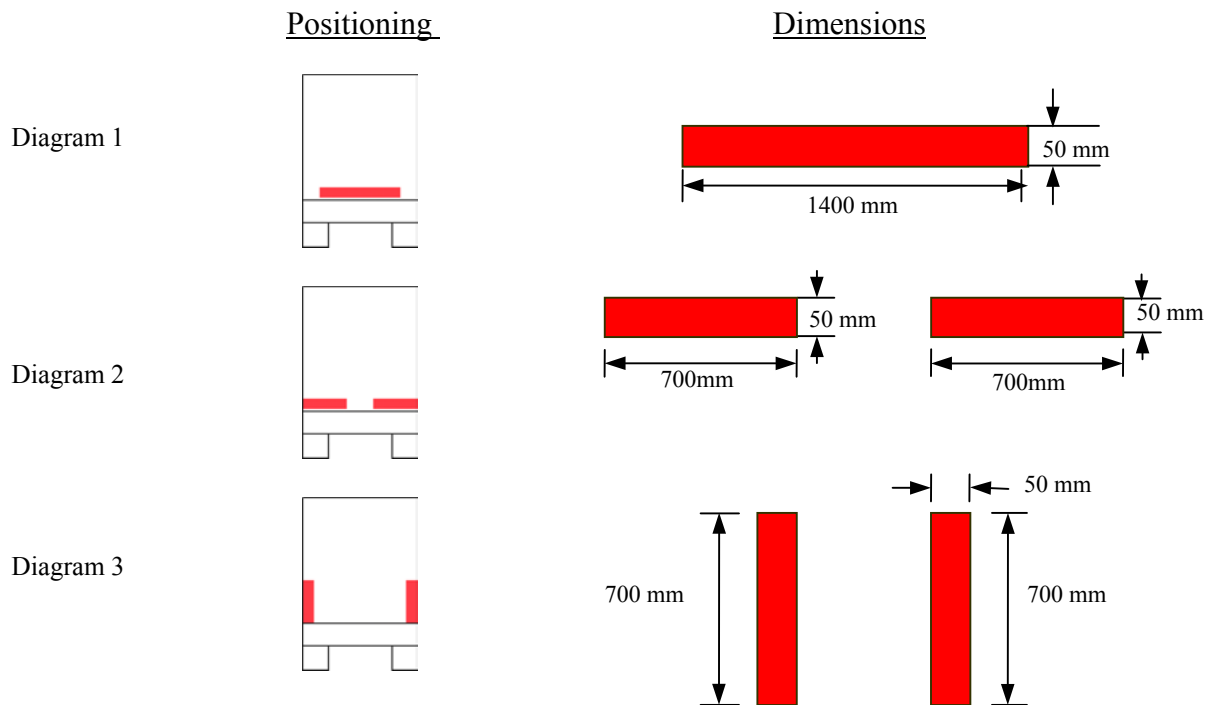 Positioning
Dimensions
Diagram 1
50 mm
1400 mm
Diagram 2
50 mm
50 mm
700mm
700mm
Diagram 3
50 mm
700 mm
700 mm